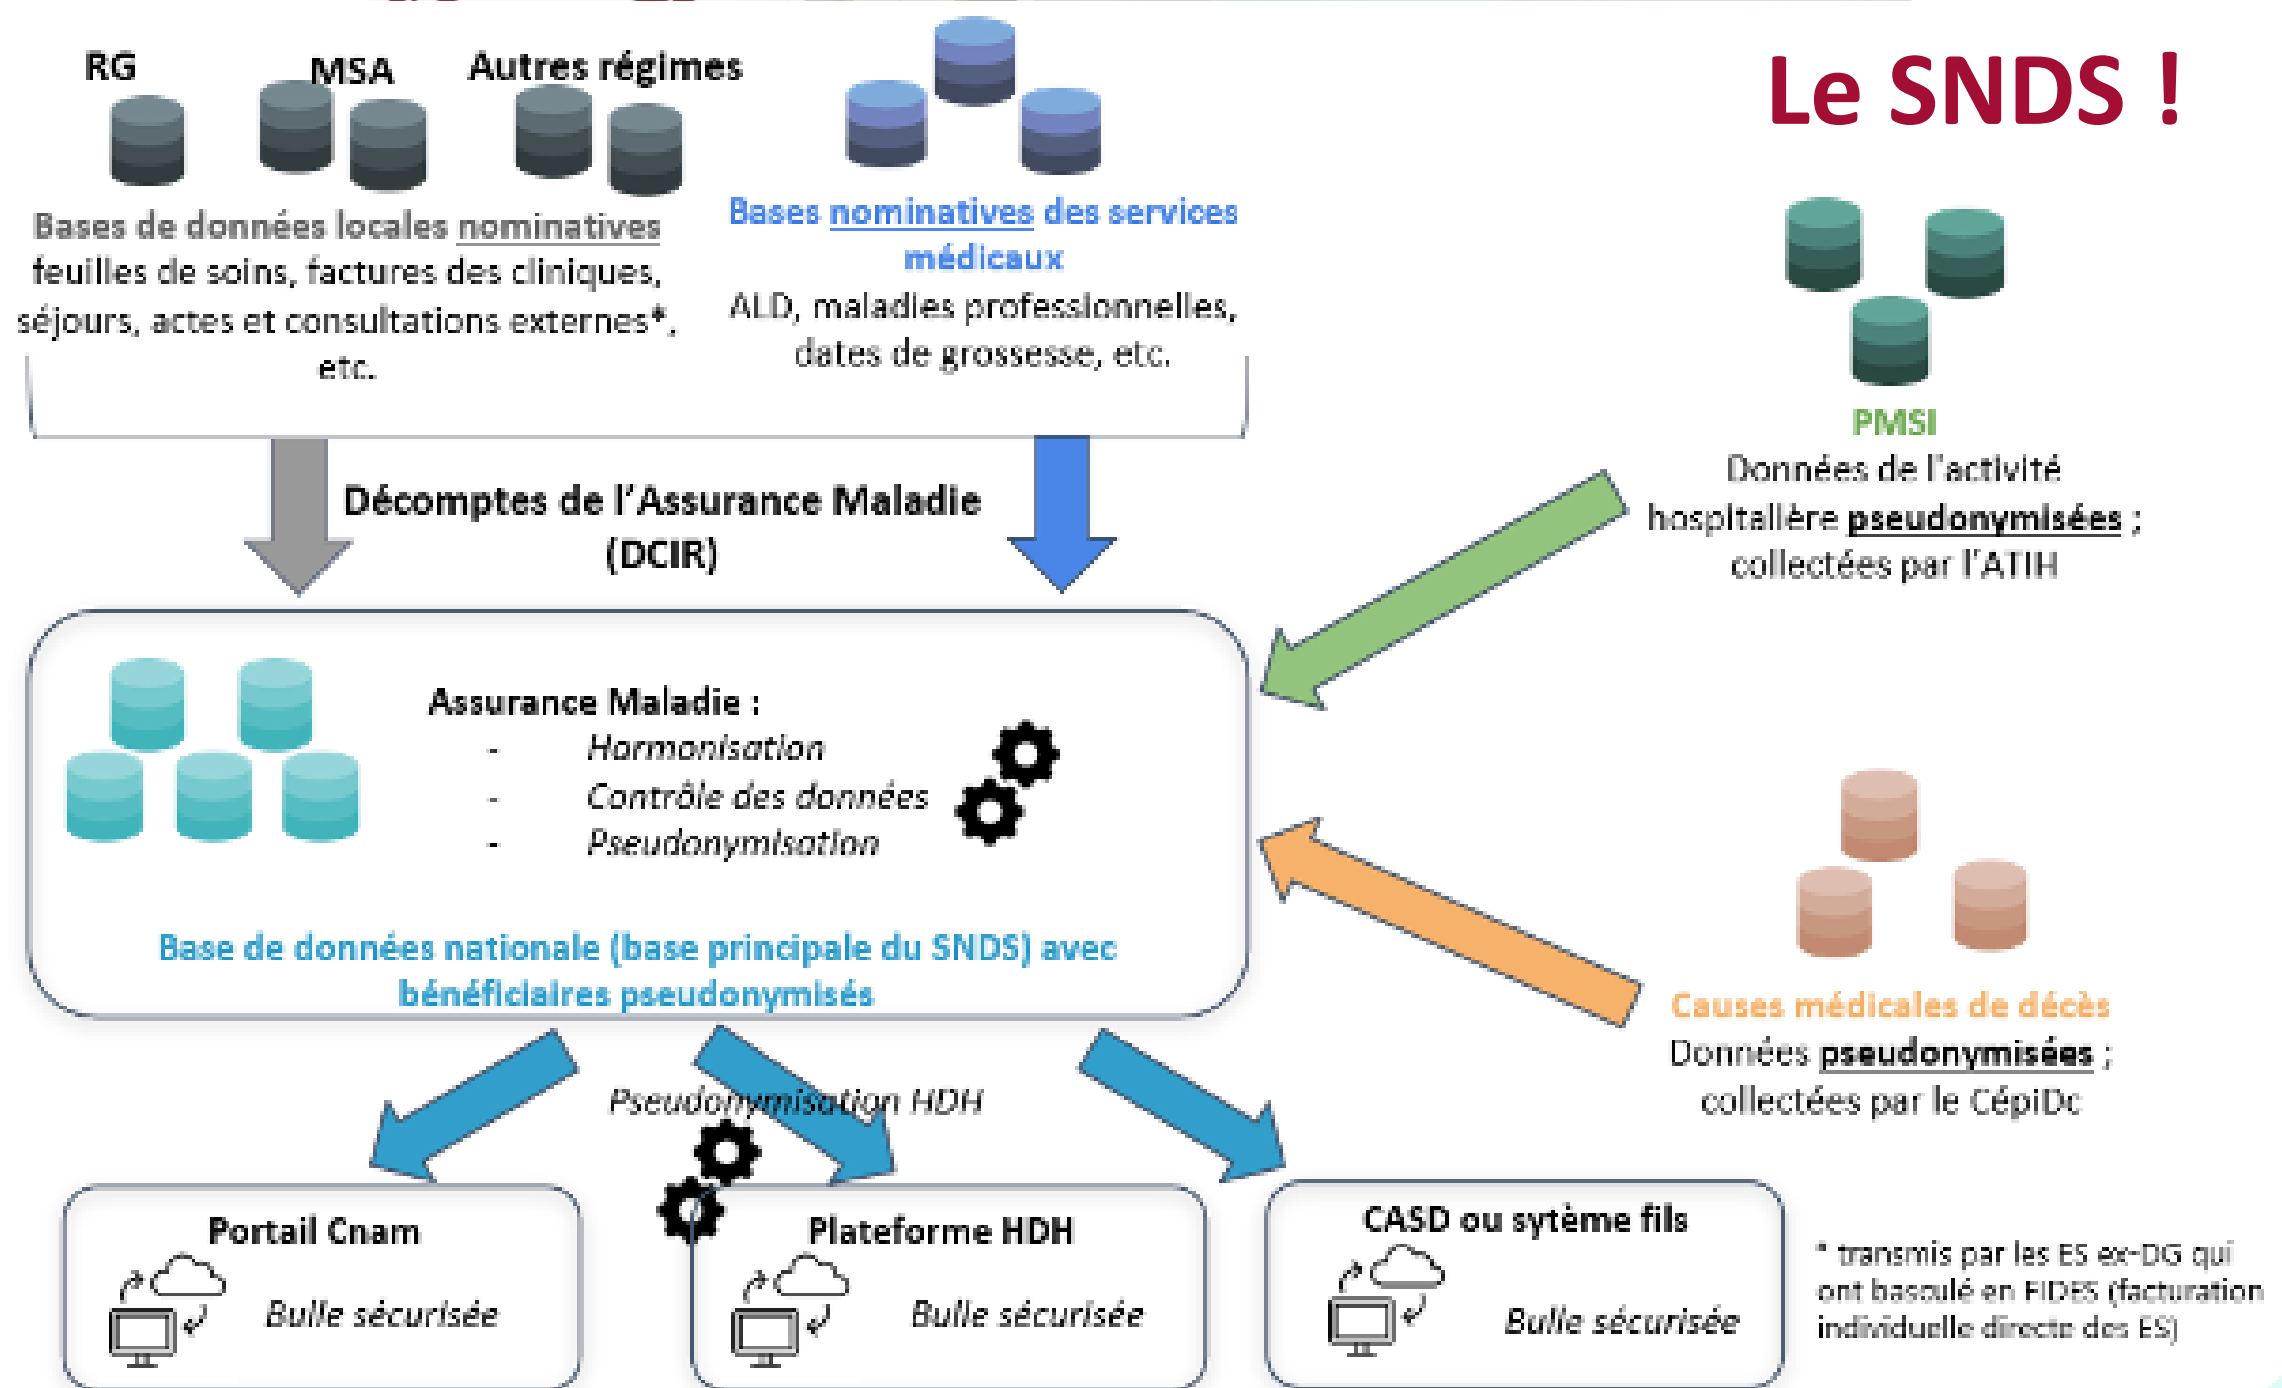 Le SNDS !
RG
MSA
Autres régimes
Bases de données locales nominatives
feuilles de soins, factures des cliniques,
séjours, actes et consultations externes*,
etc.
Bases nominatives des services
médicaux
ALD, maladies professionnelles,
dates de grossesse, etc.
PMSI
Données de l'activité
hospitalière pseudonymisées ;
collectées par l'ATIH
Décomptes de l'Assurance Maladie
(DCIR)
Assurance Maladie :
- Harmonisation
- Contrôle des données
- Pseudonymisation
Base de données nationale (base principale du SNDS) avec
bénéficiaires pseudonymisés
Causes médicales de décès
Données pseudonymisées ;
collectées par le CépiDc
Pseudonymisation HDH
Portail Cnam
Bulle sécurisée
Plateforme HDH
Bulle sécurisée
CASD ou sytème fils
Bulle sécurisée
* transmis par les ES ex-DG qui
ont basculé en FIDES (facturation
individuelle directe des ES)